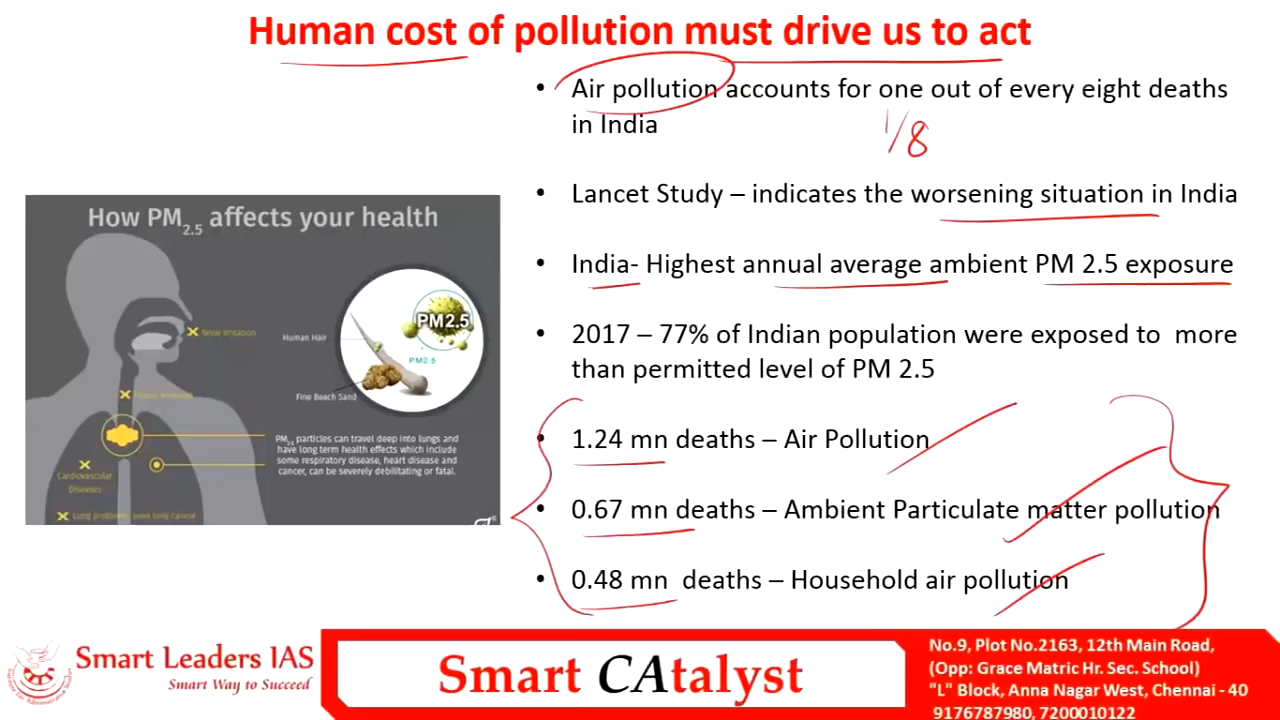 Human cost of pollution must drive us to act
• Air pollution accounts for one out of every eight deaths
in India
1/8
• Lancet Study – indicates the worsening situation in India
• India- Highest annual average ambient PM 2.5 exposure
• 2017 – 77% of Indian population were exposed to more
than permitted level of PM 2.5
• 1.24 mn deaths – Air Pollution
• 0.67 mn deaths – Ambient Particulate matter pollution
• 0.48 mn deaths – Household air pollution
How PM2.5 affects your health
Nose Irritation
Human Hair
PM2.5
PM2.5
Fine Beach Sand
PM2.5 particles can travel deep into lungs and
have long term health effects which include
some respiratory disease, heart disease and
cancer, can be severely debilitating or fatal.
Cardiovascular
Diseases
Smart Leaders IAS
Smart Way to Succeed
Smart CAtalyst
No.9, Plot No.2163, 12th Main Road,
(Opp: Grace Matric Hr. Sec. School)
"L" Block, Anna Nagar West, Chennai - 40
9176787980, 7200010122